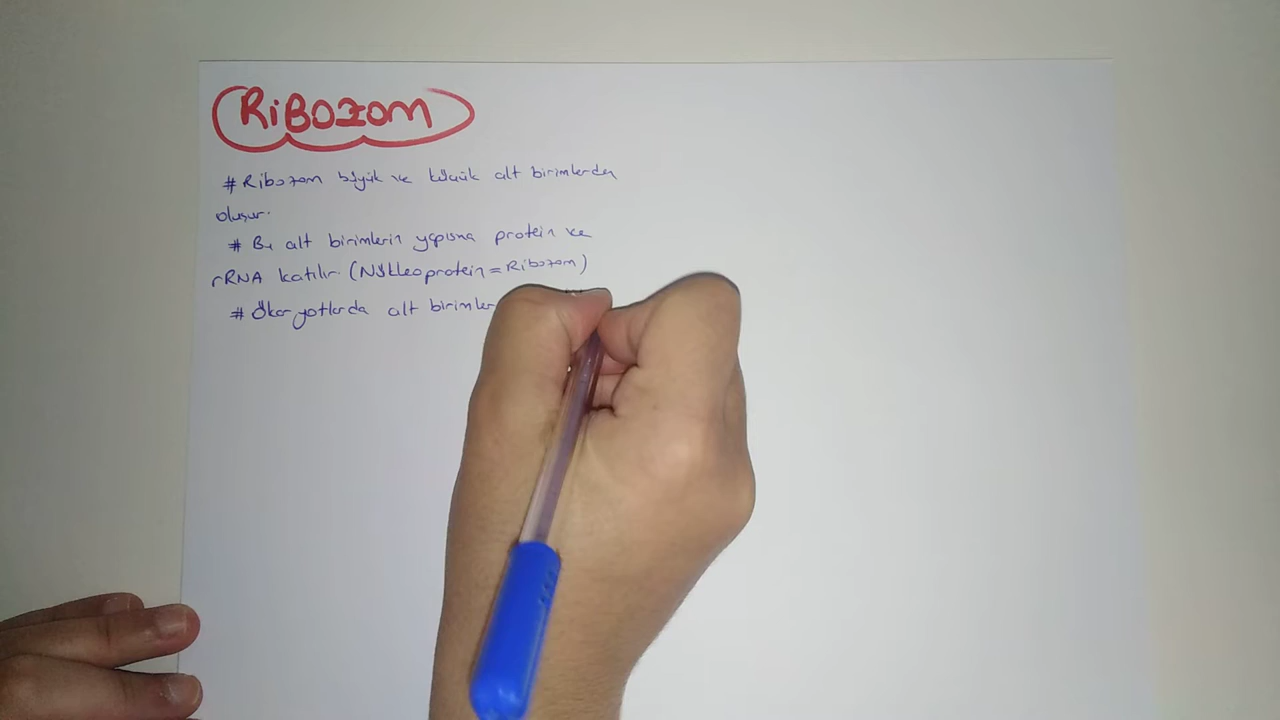 RiBOZOM
# Ribozom büyük ve küçük alt birimlerden
oluşur.
# Bu alt birimlerin yapısına protein ve
rRNA katılır. (Nükleoprotein = Ribozom)
# Ökaryotlarda alt birimler